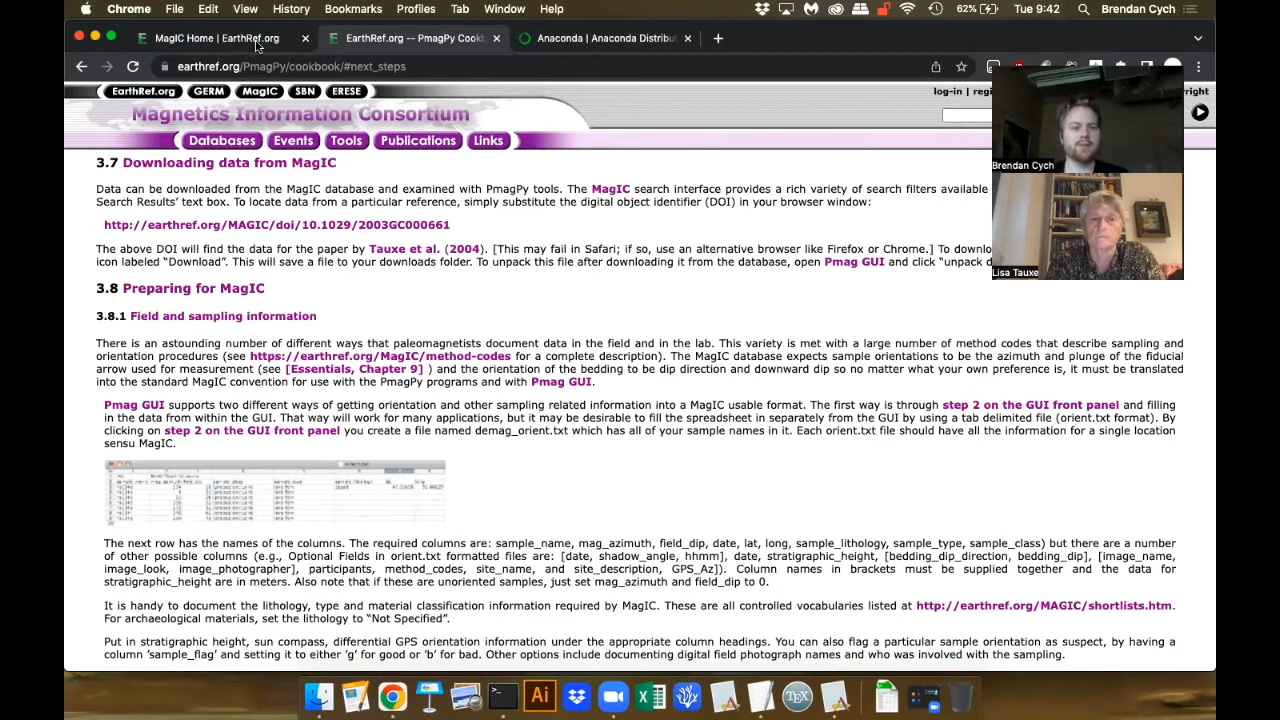 Chrome File Edit View History Bookmarks Profiles Tab Window Help 62% Tue 9:42 Brendan Cych
MagIC Home | EarthRef.org EarthRef.org -- PmagPy Cookb Anaconda | Anaconda Distribut
earthref.org/PmagPy/cookbook/#next_steps
EarthRef.org GERM MagIC SBN ERESE log-in | regi right
Magnetics Information Consortium
Databases Events Tools Publications Links
3.7 Downloading data from MagIC
Data can be downloaded from the MagIC database and examined with PmagPy tools. The MagIC search interface provides a rich variety of search filters available
Search Results' text box. To locate data from a particular reference, simply substitute the digital object identifier (DOI) in your browser window:
http://earthref.org/MAGIC/doi/10.1029/2003GC000661
The above DOI will find the data for the paper by Tauxe et al. (2004). [This may fail in Safari; if so, use an alternative browser like Firefox or Chrome.] To downlo
icon labeled “Download”. This will save a file to your downloads folder. To unpack this file after downloading it from the database, open Pmag GUI and click “unpack d
Brendan Cych
Lisa Tauxe
3.8 Preparing for MagIC
3.8.1 Field and sampling information
There is an astounding number of different ways that paleomagnetists document data in the field and in the lab. This variety is met with a large number of method codes that describe sampling and
orientation procedures (see https://earthref.org/MagIC/method-codes for a complete description). The MagIC database expects sample orientations to be the azimuth and plunge of the fiducial
arrow used for measurement (see [Essentials, Chapter 9] ) and the orientation of the bedding to be dip direction and downward dip so no matter what your own preference is, it must be translated
into the standard MagIC convention for use with the PmagPy programs and with Pmag GUI.
Pmag GUI supports two different ways of getting orientation and other sampling related information into a MagIC usable format. The first way is through step 2 on the GUI front panel and filling
in the data from within the GUI. That way will work for many applications, but it may be desirable to fill the spreadsheet in separately from the GUI by using a tab delimited file (orient.txt format). By
clicking on step 2 on the GUI front panel you create a file named demag_orient.txt which has all of your sample names in it. Each orient.txt file should have all the information for a single location
sensu MagIC.
The next row has the names of the columns. The required columns are: sample_name, mag_azimuth, field_dip, date, lat, long, sample_lithology, sample_type, sample_class) but there are a number
of other possible columns (e.g., Optional Fields in orient.txt formatted files are: [date, shadow_angle, hhmm], date, stratigraphic_height, [bedding_dip_direction, bedding_dip], [image_name,
image_look, image_photographer], participants, method_codes, site_name, and site_description, GPS_Az]). Column names in brackets must be supplied together and the data for
stratigraphic_height are in meters. Also note that if these are unoriented samples, just set mag_azimuth and field_dip to 0.
It is handy to document the lithology, type and material classification information required by MagIC. These are all controlled vocabularies listed at http://earthref.org/MAGIC/shortlists.htm.
For archaeological materials, set the lithology to “Not Specified”.
Put in stratigraphic height, sun compass, differential GPS orientation information under the appropriate column headings. You can also flag a particular sample orientation as suspect, by having a
column 'sample_flag' and setting it to either 'g' for good or 'b' for bad. Other options include documenting digital field photograph names and who was involved with the sampling.
Ai
TEX